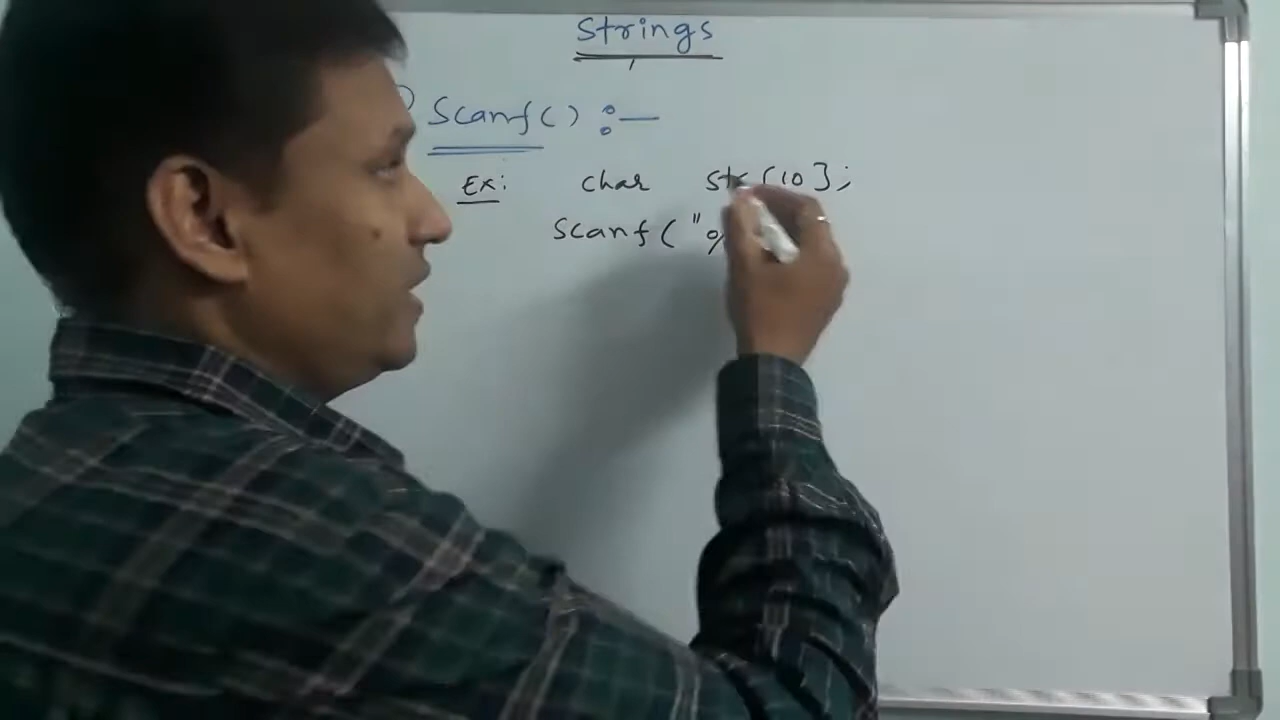 Strings
) Scanf() :—
Ex: char str[10];
Scanf("%